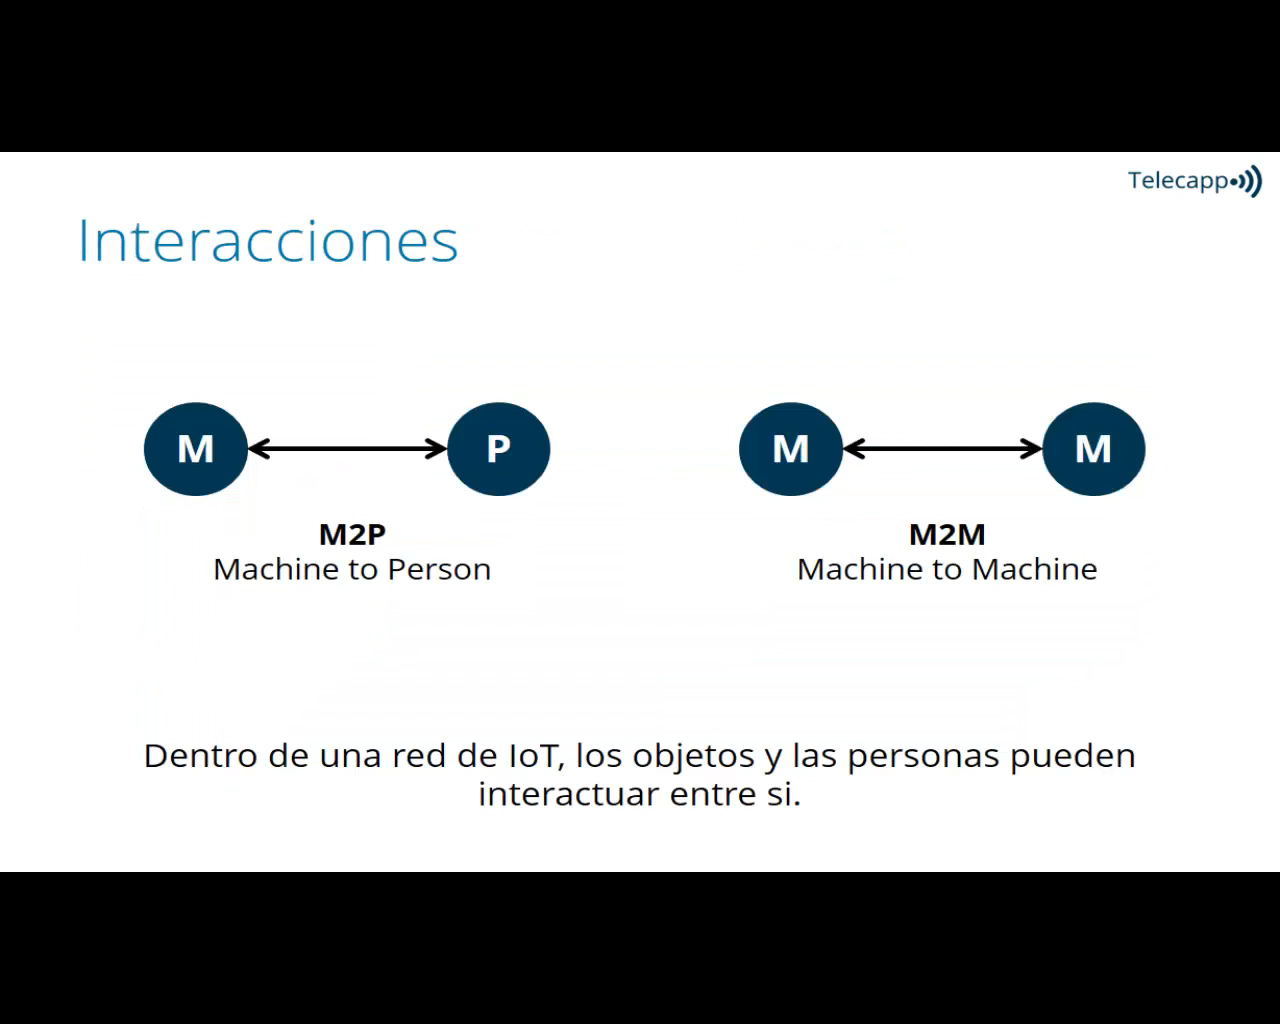 Telecapp
Interacciones
M
P
M
M
M2P
Machine to Person
M2M
Machine to Machine
Dentro de una red de IoT, los objetos y las personas pueden
interactuar entre si.